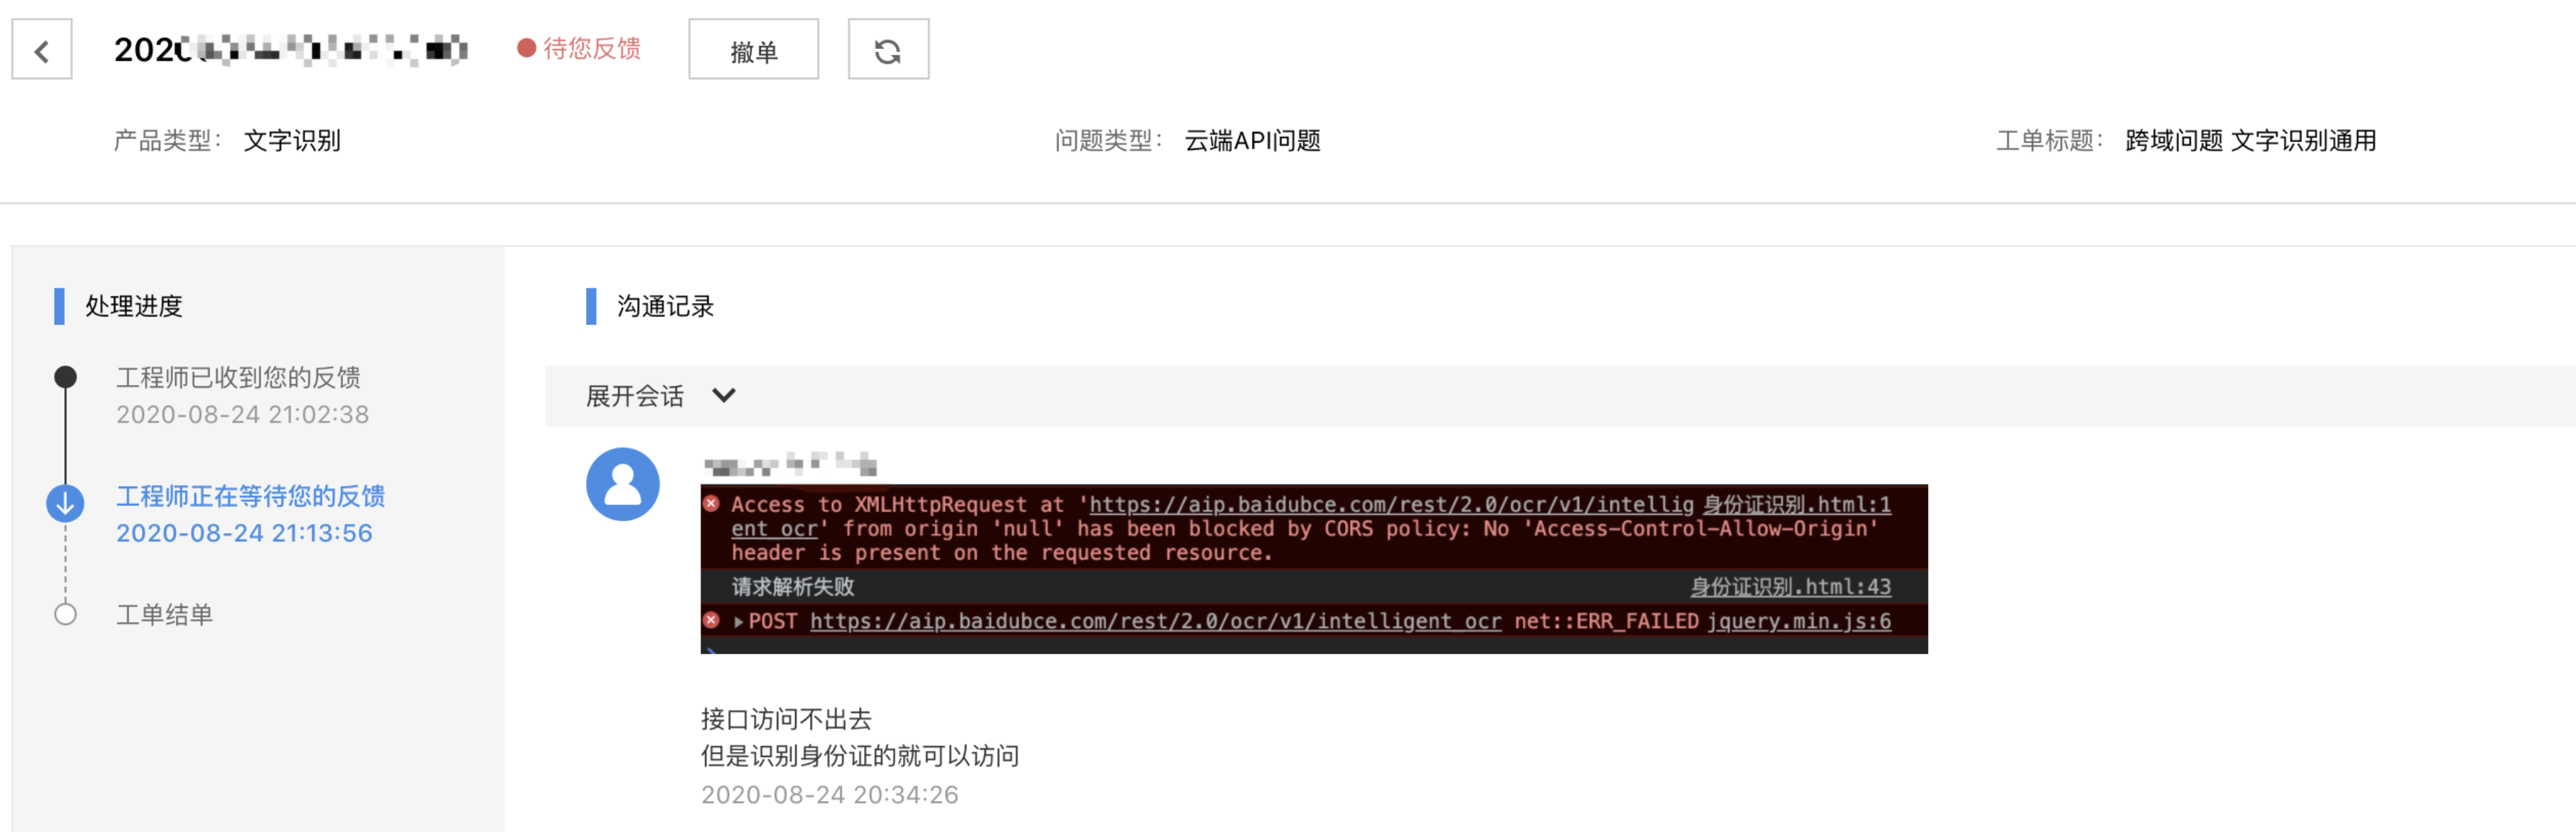 202
待您反馈
撤单
产品类型： 文字识别
问题类型： 云端API问题
工单标题： 跨域问题 文字识别通用
处理进度
工程师已收到您的反馈
2020-08-24 21:02:38
工程师正在等待您的反馈
2020-08-24 21:13:56
工单结单
沟通记录
展开会话
Access to XMLHttpRequest at 'https://aip.baidubce.com/rest/2.0/ocr/v1/intellig 身份证识别.html:1
ent_ocr' from origin 'null' has been blocked by CORS policy: No 'Access-Control-Allow-Origin'
header is present on the requested resource.
请求解析失败 身份证识别.html:43
POST https://aip.baidubce.com/rest/2.0/ocr/v1/intelligent_ocr net::ERR_FAILED jquery.min.js:6
接口访问不出去
但是识别身份证的就可以访问
2020-08-24 20:34:26